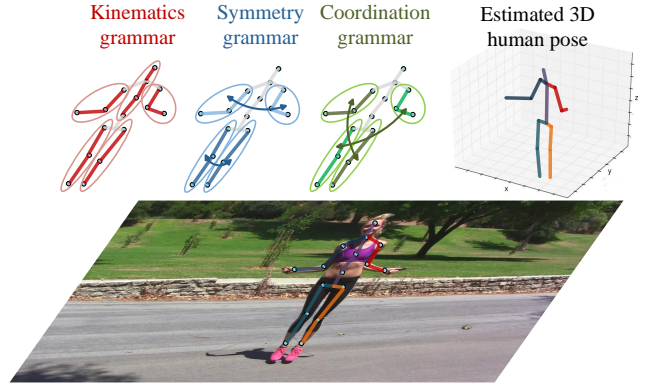 Kinematics
grammar
Symmetry
grammar
Coordination
grammar
Estimated 3D
human pose
z
y
x